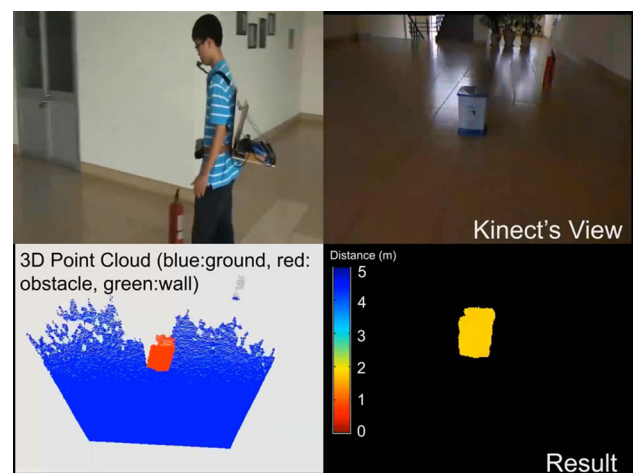 Kinect's View
3D Point Cloud (blue:ground, red:
obstacle, green:wall)
Distance (m)
5
4
3
2
1
0
Result